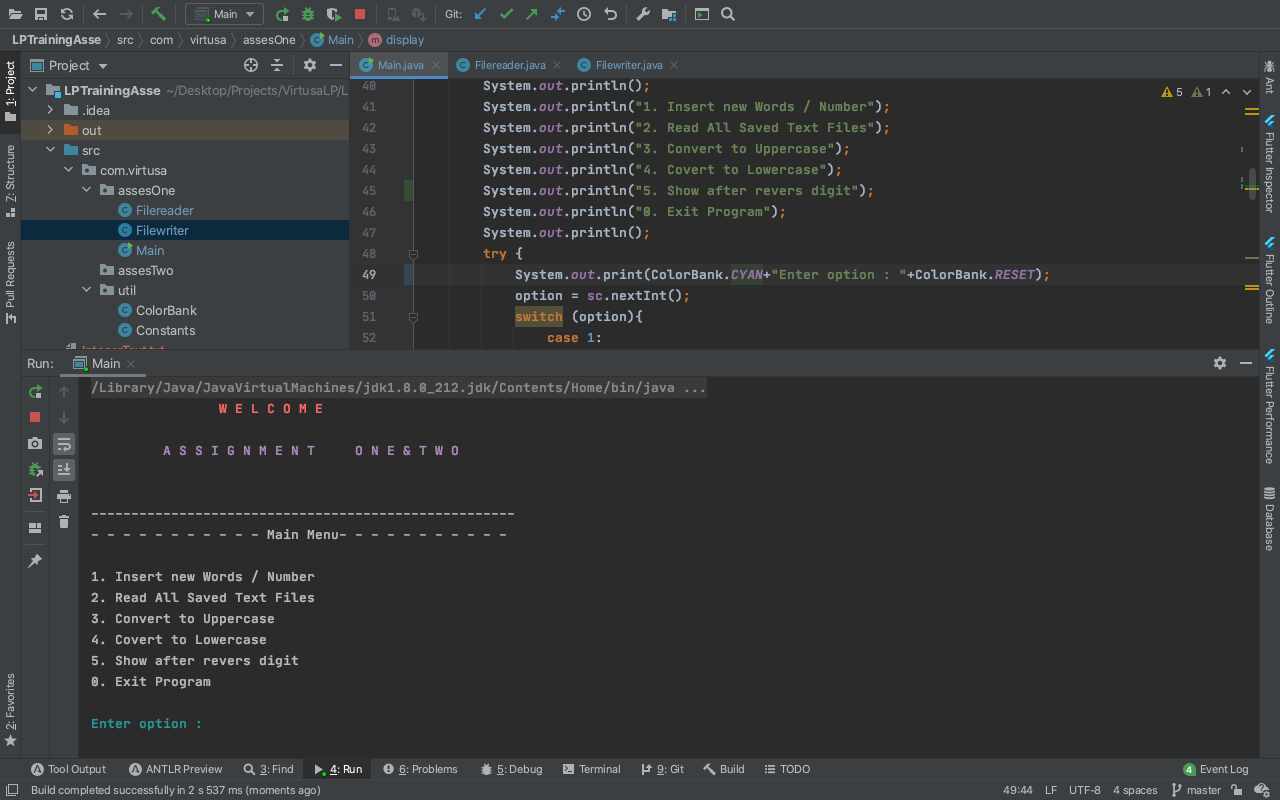 Main
Git:
LPTrainingAsse src com virtusa assesOne Main display
Project
Main.java
Filereader.java
Filewriter.java
LPTrainingAsse ~/Desktop/Projects/VirtusaLP/L
.idea
out
src
com.virtusa
assesOne
Filereader
Filewriter
Main
assesTwo
util
ColorBank
Constants
IntegerText.txt
5 1
40 System.out.println();
41 System.out.println("1. Insert new Words / Number");
42 System.out.println("2. Read All Saved Text Files");
43 System.out.println("3. Convert to Uppercase");
44 System.out.println("4. Covert to Lowercase");
45 System.out.println("5. Show after revers digit");
46 System.out.println("0. Exit Program");
47 System.out.println();
48 try {
49 System.out.print(ColorBank.CYAN+"Enter option : "+ColorBank.RESET);
50 option = sc.nextInt();
51 switch (option){
52 case 1:
1: Project
Z: Structure
Pull Requests
2: Favorites
Ant
Flutter Inspector
Flutter Outline
Flutter Performance
Database
Run: Main
/Library/Java/JavaVirtualMachines/jdk1.8.0_212.jdk/Contents/Home/bin/java ...
W E L C O M E
A S S I G N M E N T O N E & T W O
-----------------------------------------------------
- - - - - - - - - - - Main Menu- - - - - - - - - - -
1. Insert new Words / Number
2. Read All Saved Text Files
3. Convert to Uppercase
4. Covert to Lowercase
5. Show after revers digit
0. Exit Program
Enter option :
Tool Output ANTLR Preview 3: Find 4: Run 6: Problems 5: Debug Terminal 9: Git Build TODO 4 Event Log
Build completed successfully in 2 s 537 ms (moments ago) 49:44 LF UTF-8 4 spaces master